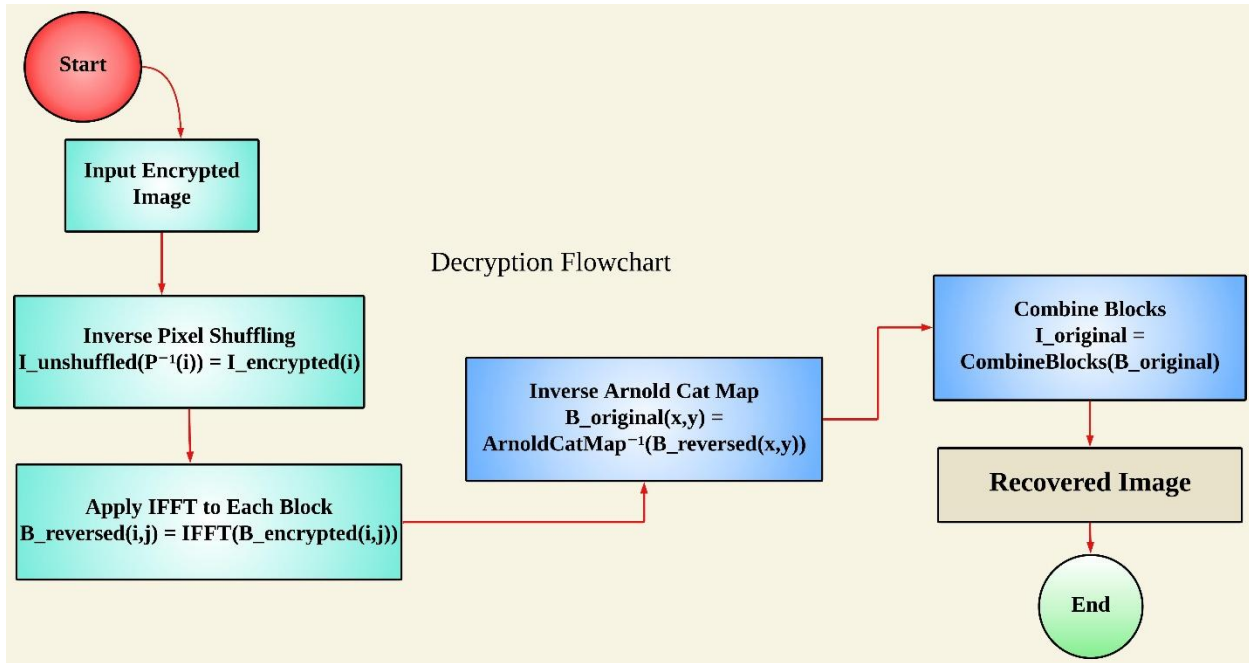 Start
Input Encrypted
Image
Inverse Pixel Shuffling
I_unshuffled(P⁻¹(i)) = I_encrypted(i)
Apply IFFT to Each Block
B_reversed(i,j) = IFFT(B_encrypted(i,j))
Decryption Flowchart
Inverse Arnold Cat Map
B_original(x,y) =
ArnoldCatMap⁻¹(B_reversed(x,y))
Combine Blocks
I_original =
CombineBlocks(B_original)
Recovered Image
End